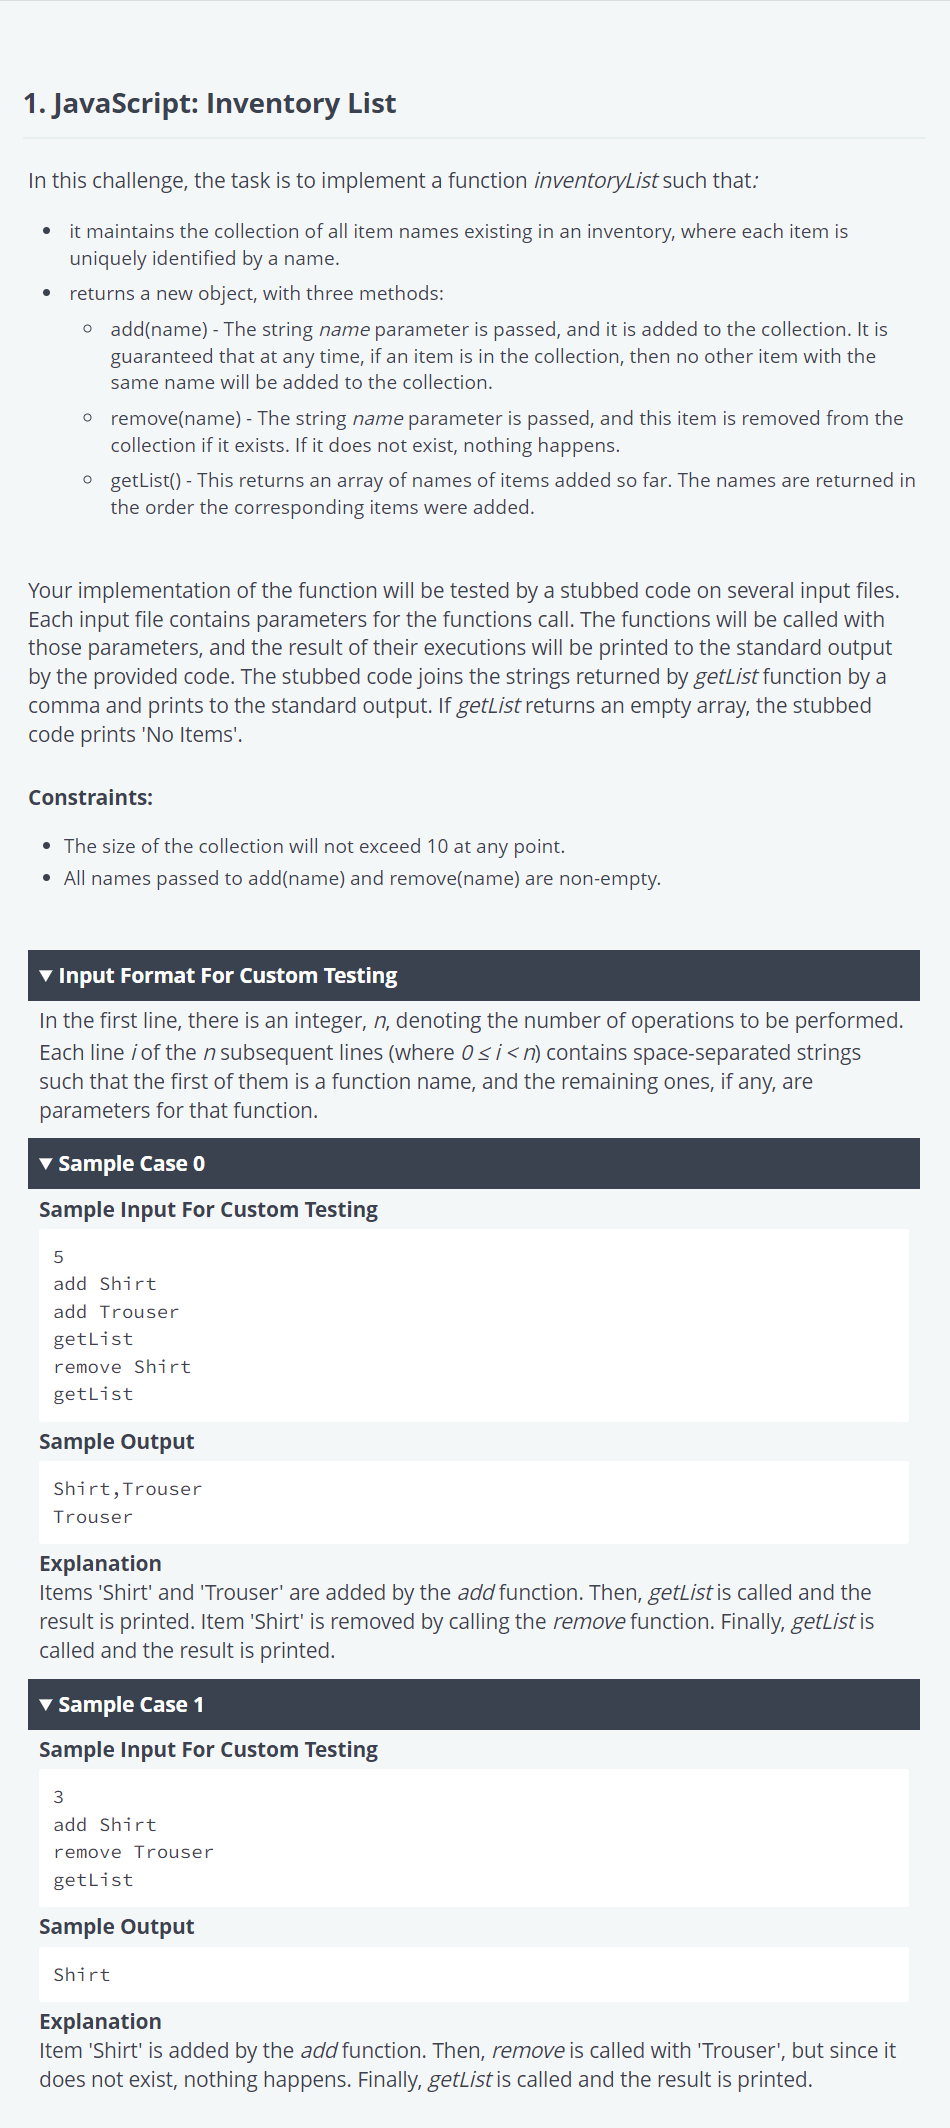 1. JavaScript: Inventory List
In this challenge, the task is to implement a function inventoryList such that:
• it maintains the collection of all item names existing in an inventory, where each item is
uniquely identified by a name.
• returns a new object, with three methods:
◦ add(name) - The string name parameter is passed, and it is added to the collection. It is
guaranteed that at any time, if an item is in the collection, then no other item with the
same name will be added to the collection.
◦ remove(name) - The string name parameter is passed, and this item is removed from the
collection if it exists. If it does not exist, nothing happens.
◦ getList() - This returns an array of names of items added so far. The names are returned in
the order the corresponding items were added.
Your implementation of the function will be tested by a stubbed code on several input files.
Each input file contains parameters for the functions call. The functions will be called with
those parameters, and the result of their executions will be printed to the standard output
by the provided code. The stubbed code joins the strings returned by getList function by a
comma and prints to the standard output. If getList returns an empty array, the stubbed
code prints 'No Items'.
Constraints:
• The size of the collection will not exceed 10 at any point.
• All names passed to add(name) and remove(name) are non-empty.
▼ Input Format For Custom Testing
In the first line, there is an integer, n, denoting the number of operations to be performed.
Each line i of the n subsequent lines (where 0 ≤ i < n) contains space-separated strings
such that the first of them is a function name, and the remaining ones, if any, are
parameters for that function.
▼ Sample Case 0
Sample Input For Custom Testing
5
add Shirt
add Trouser
getList
remove Shirt
getList
Sample Output
Shirt,Trouser
Trouser
Explanation
Items 'Shirt' and 'Trouser' are added by the add function. Then, getList is called and the
result is printed. Item 'Shirt' is removed by calling the remove function. Finally, getList is
called and the result is printed.
▼ Sample Case 1
Sample Input For Custom Testing
3
add Shirt
remove Trouser
getList
Sample Output
Shirt
Explanation
Item 'Shirt' is added by the add function. Then, remove is called with 'Trouser', but since it
does not exist, nothing happens. Finally, getList is called and the result is printed.